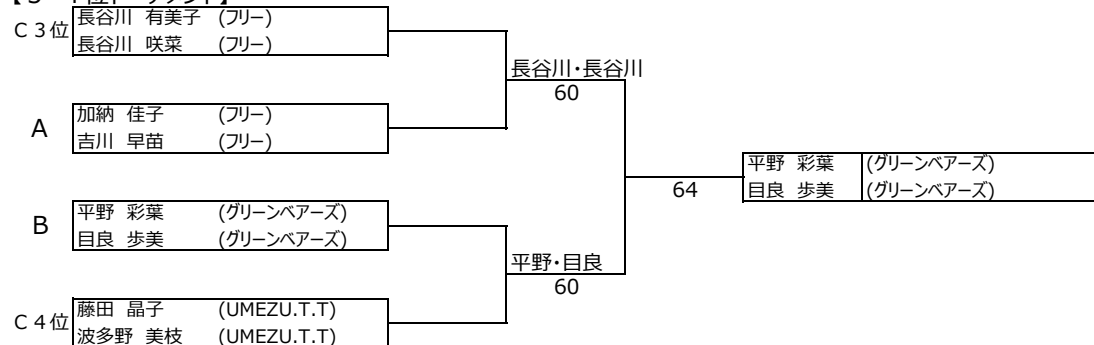 C3位 長谷川 有美子 (フリー)
長谷川 咲菜 (フリー)
長谷川・長谷川
60
A 加納 佳子 (フリー)
吉川 早苗 (フリー)
平野 彩葉 (グリーンベアーズ)
64 目良 歩美 (グリーンベアーズ)
B 平野 彩葉 (グリーンベアーズ)
目良 歩美 (グリーンベアーズ)
平野・目良
60
C4位 藤田 晶子 (UMEZU.T.T)
波多野 美枝 (UMEZU.T.T)